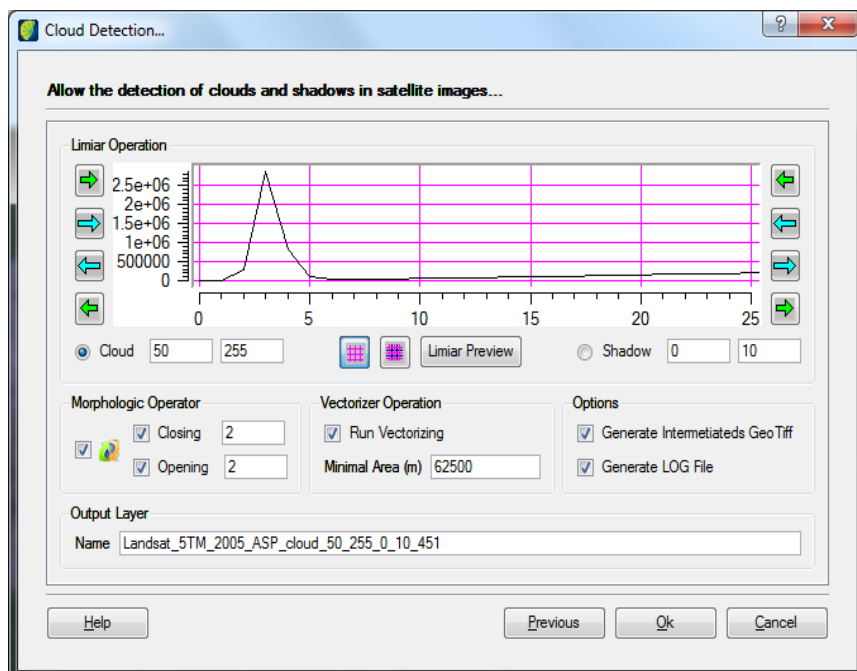 Cloud Detection...
Allow the detection of clouds and shadows in satellite images...
Limiar Operation
2.5e+06
2e+06
1.5e+06
1e+06
500000
0
0 5 10 15 20 25
Cloud 50 255 Limiar Preview Shadow 0 10
Morphologic Operator
Closing 2
Opening 2
Vectorizer Operation
Run Vectorizing
Minimal Area (m) 62500
Options
Generate Intermetiateds GeoTiff
Generate LOG File
Output Layer
Name Landsat_5TM_2005_ASP_cloud_50_255_0_10_451
Help Previous Ok Cancel